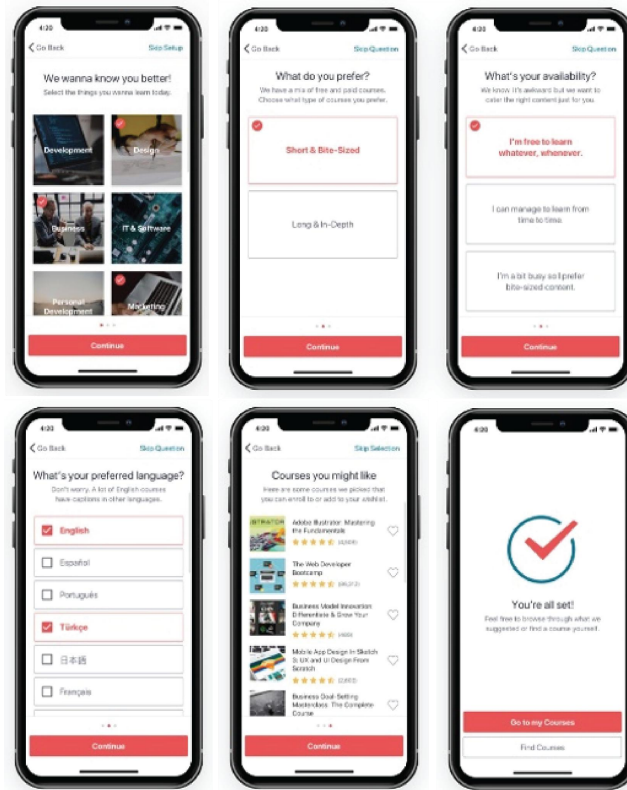 4:20
Go Back
Skip Setup
We wanna know you better!
Select the things you wanna learn today.
Development
Design
Business
IT & Software
Personal
Development
Marketing
Continue
4:20
Go Back
Skip Question
What do you prefer?
We have a mix of free and paid courses.
Choose what type of courses you prefer.
Short & Bite-Sized
Long & In-Depth
Continue
4:20
Go Back
Skip Question
What's your availability?
We know it's awkward but we want to
cater the right content just for you.
I'm free to learn
whatever, whenever.
I can manage to learn from
time to time.
I'm a bit busy so I prefer
bite-sized content.
Continue
4:20
Go Back
Skip Question
What's your preferred language?
Don't worry. A lot of English courses
have captions in other languages.
English
Español
Português
Türkçe
日本語
Français
Continue
4:20
Go Back
Skip Selection
Courses you might like
Here are some courses we picked that
you can enroll to or add to your wishlist.
Adobe Illustrator: Mastering
the Fundamentals
The Web Developer
Bootcamp
Business Model Innovation:
Differentiate & Grow Your
Company
Mobile App Design In Sketch
3: UX and UI Design From
Scratch
Business Goal-Setting
Masterclass: The Complete
Course
Continue
4:20
You're all set!
Feel free to browse through what we
suggested or find a course yourself.
Go to my Courses
Find Courses